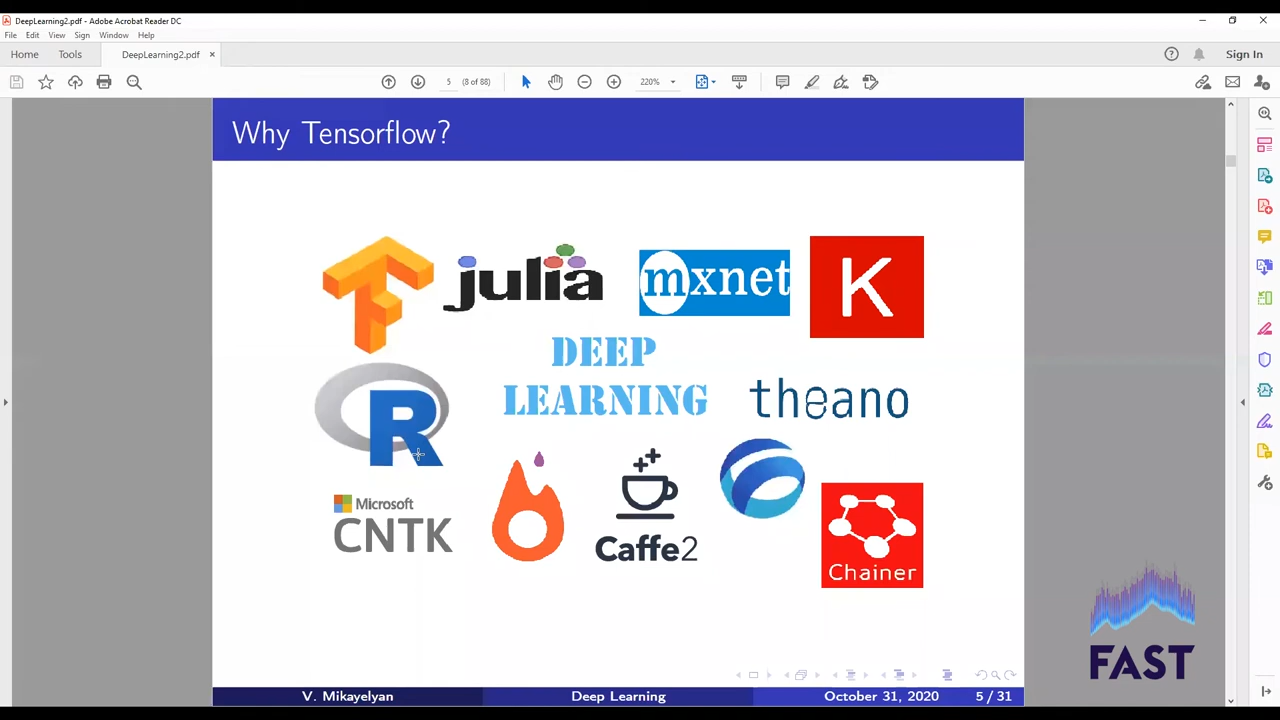 DeepLearning2.pdf - Adobe Acrobat Reader DC
File Edit View Sign Window Help
Home Tools DeepLearning2.pdf × Sign In
5 (8 of 88) 220%
Why Tensorflow?
julia mxnet K
DEEP
LEARNING
R theano
Microsoft
CNTK
Caffe2
Chainer
FAST
V. Mikayelyan Deep Learning October 31, 2020 5 / 31